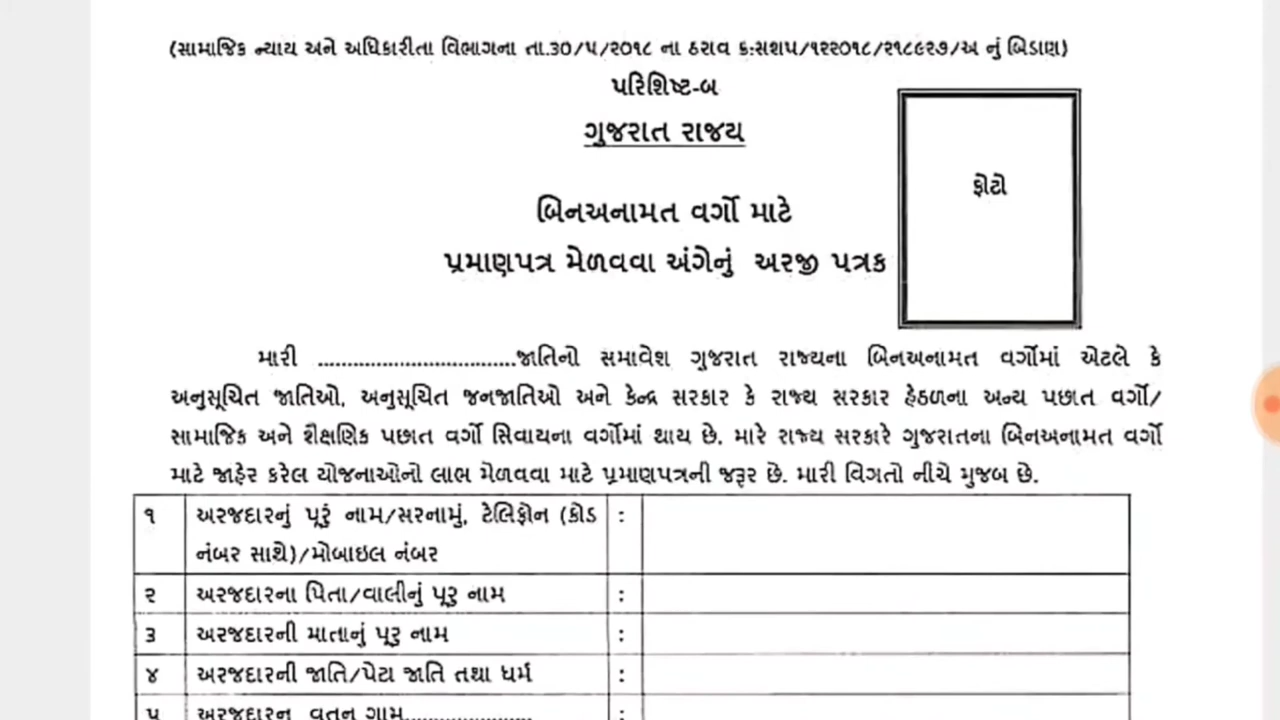 (સામાજિક ન્યાય અને અધિકારીતા વિભાગના તા.૩૦/૫/૨૦૧૮ ના ઠરાવ ક:સશપ/૧૨૨૦૧૮/૨૧૮૯૨૭/અ નું બિડાણ)
પરિશિષ્ટ-બ
ગુજરાત રાજ્ય
ફોટો
બિનઅનામત વર્ગો માટે
પ્રમાણપત્ર મેળવવા અંગેનું અરજી પત્રક
મારી .................................જાતિનો સમાવેશ ગુજરાત રાજ્યના બિનઅનામત વર્ગોમાં એટલે કે
અનુસૂચિત જાતિઓ, અનુસૂચિત જનજાતિઓ અને કેન્દ્ર સરકાર કે રાજ્ય સરકાર હેઠળના અન્ય પછાત વર્ગો/
સામાજિક અને શૈક્ષણિક પછાત વર્ગો સિવાયના વર્ગોમાં થાય છે. મારે રાજ્ય સરકારે ગુજરાતના બિનઅનામત વર્ગો
માટે જાહેર કરેલ યોજનાઓનો લાભ મેળવવા માટે પ્રમાણપત્રની જરૂર છે. મારી વિગતો નીચે મુજબ છે.
૧ અરજદારનું પૂરું નામ/સરનામું, ટેલિફોન (કોડ :
નંબર સાથે)/મોબાઇલ નંબર
૨ અરજદારના પિતા/વાલીનું પૂરુ નામ :
૩ અરજદારની માતાનું પૂરુ નામ :
૪ અરજદારની જાતિ/પેટા જાતિ તથા ધર્મ :
૫ અરજદારનુ વતન ગામ..................... :